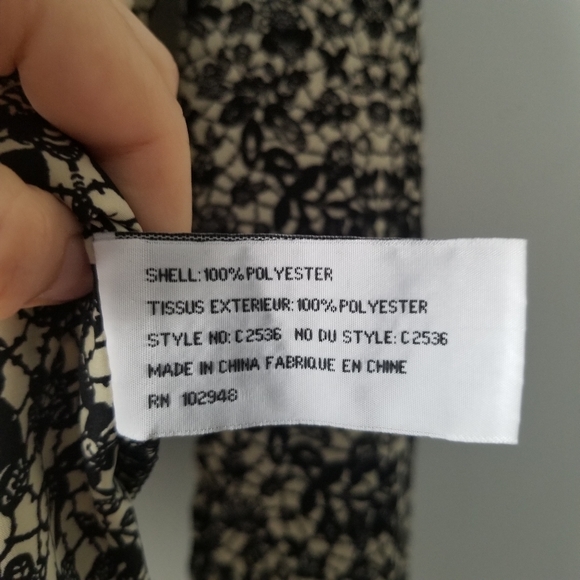 SHELL:100%POLYESTER
TISSUS EXTERIEUR:100%POLYESTER
STYLE NO:C2536 NO DU STYLE:C2536
MADE IN CHINA FABRIQUE EN CHINE
RN 102948